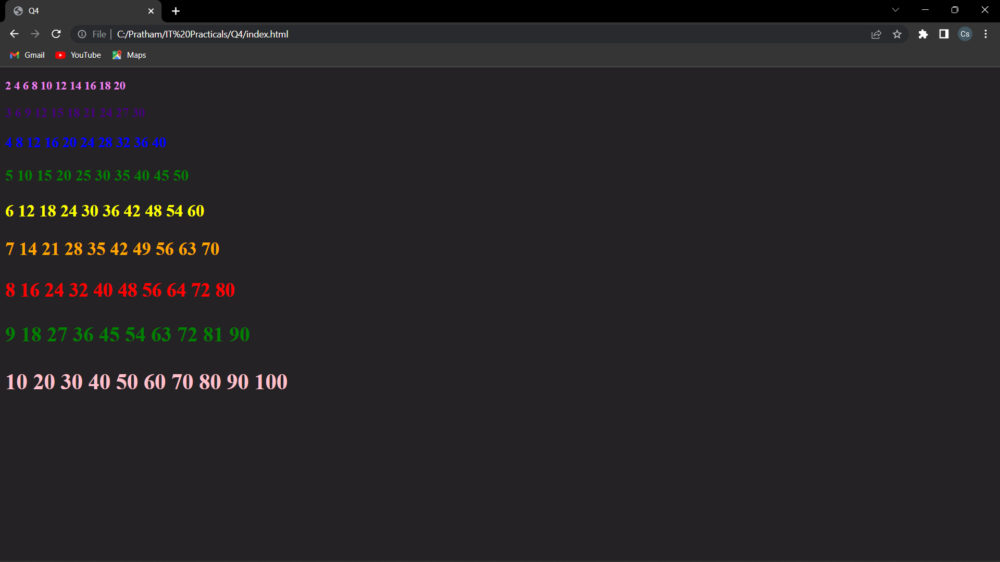 Q4
File C:/Pratham/IT%20Practicals/Q4/index.html
Cs
Gmail YouTube Maps
2 4 6 8 10 12 14 16 18 20
3 6 9 12 15 18 21 24 27 30
4 8 12 16 20 24 28 32 36 40
5 10 15 20 25 30 35 40 45 50
6 12 18 24 30 36 42 48 54 60
7 14 21 28 35 42 49 56 63 70
8 16 24 32 40 48 56 64 72 80
9 18 27 36 45 54 63 72 81 90
10 20 30 40 50 60 70 80 90 100